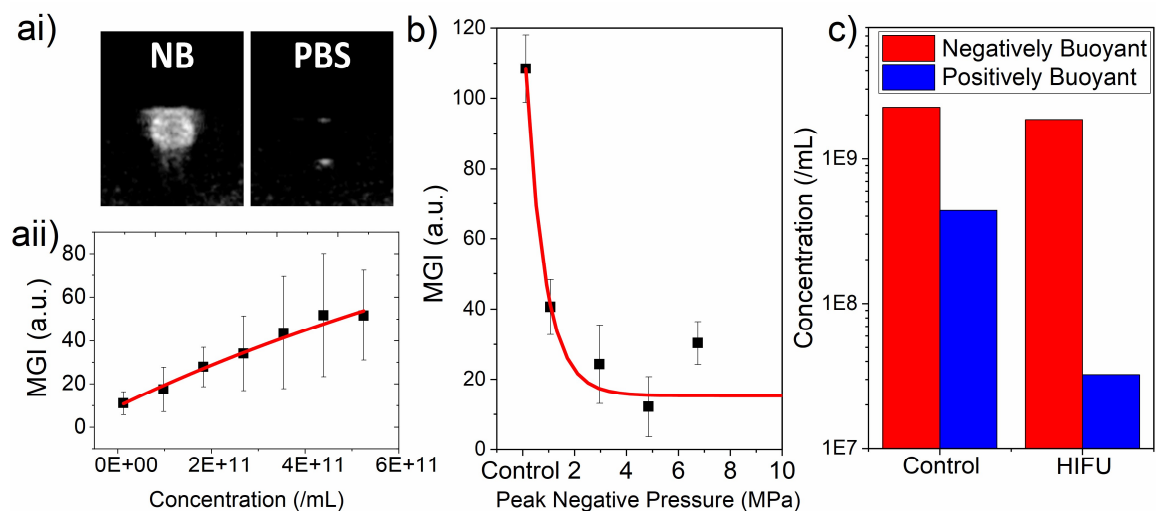 ai)
NB
PBS
aii)
80
60
40
20
0
MGI (a.u.)
0E+00
2E+11
4E+11
6E+11
Concentration (/mL)
b)
120
100
80
60
40
20
0
MGI (a.u.)
Control
2
4
6
8
10
Peak Negative Pressure (MPa)
c)
Negatively Buoyant
Positively Buoyant
1E9
1E8
1E7
Concentration (/mL)
Control
HIFU